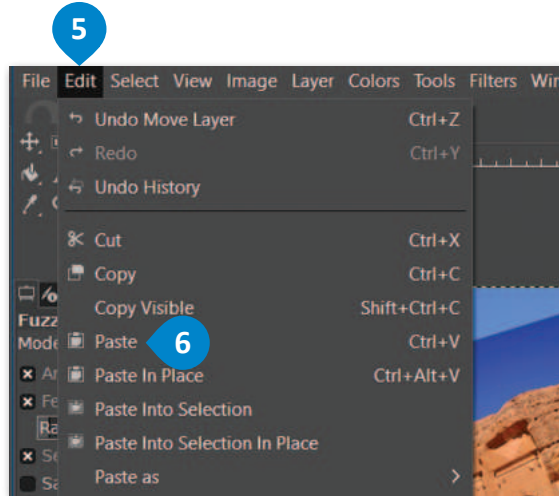 5
File Edit Select View Image Layer Colors Tools Filters
Undo Move Layer Ctrl+Z
Redo Ctrl+Y
Undo History
Cut Ctrl+X
Copy Ctrl+C
Copy Visible Shift+Ctrl+C
Fuzz
Paste 6 Ctrl+V
Mode
Paste In Place Ctrl+Alt+V
Paste Into Selection
Paste Into Selection In Place
Paste as